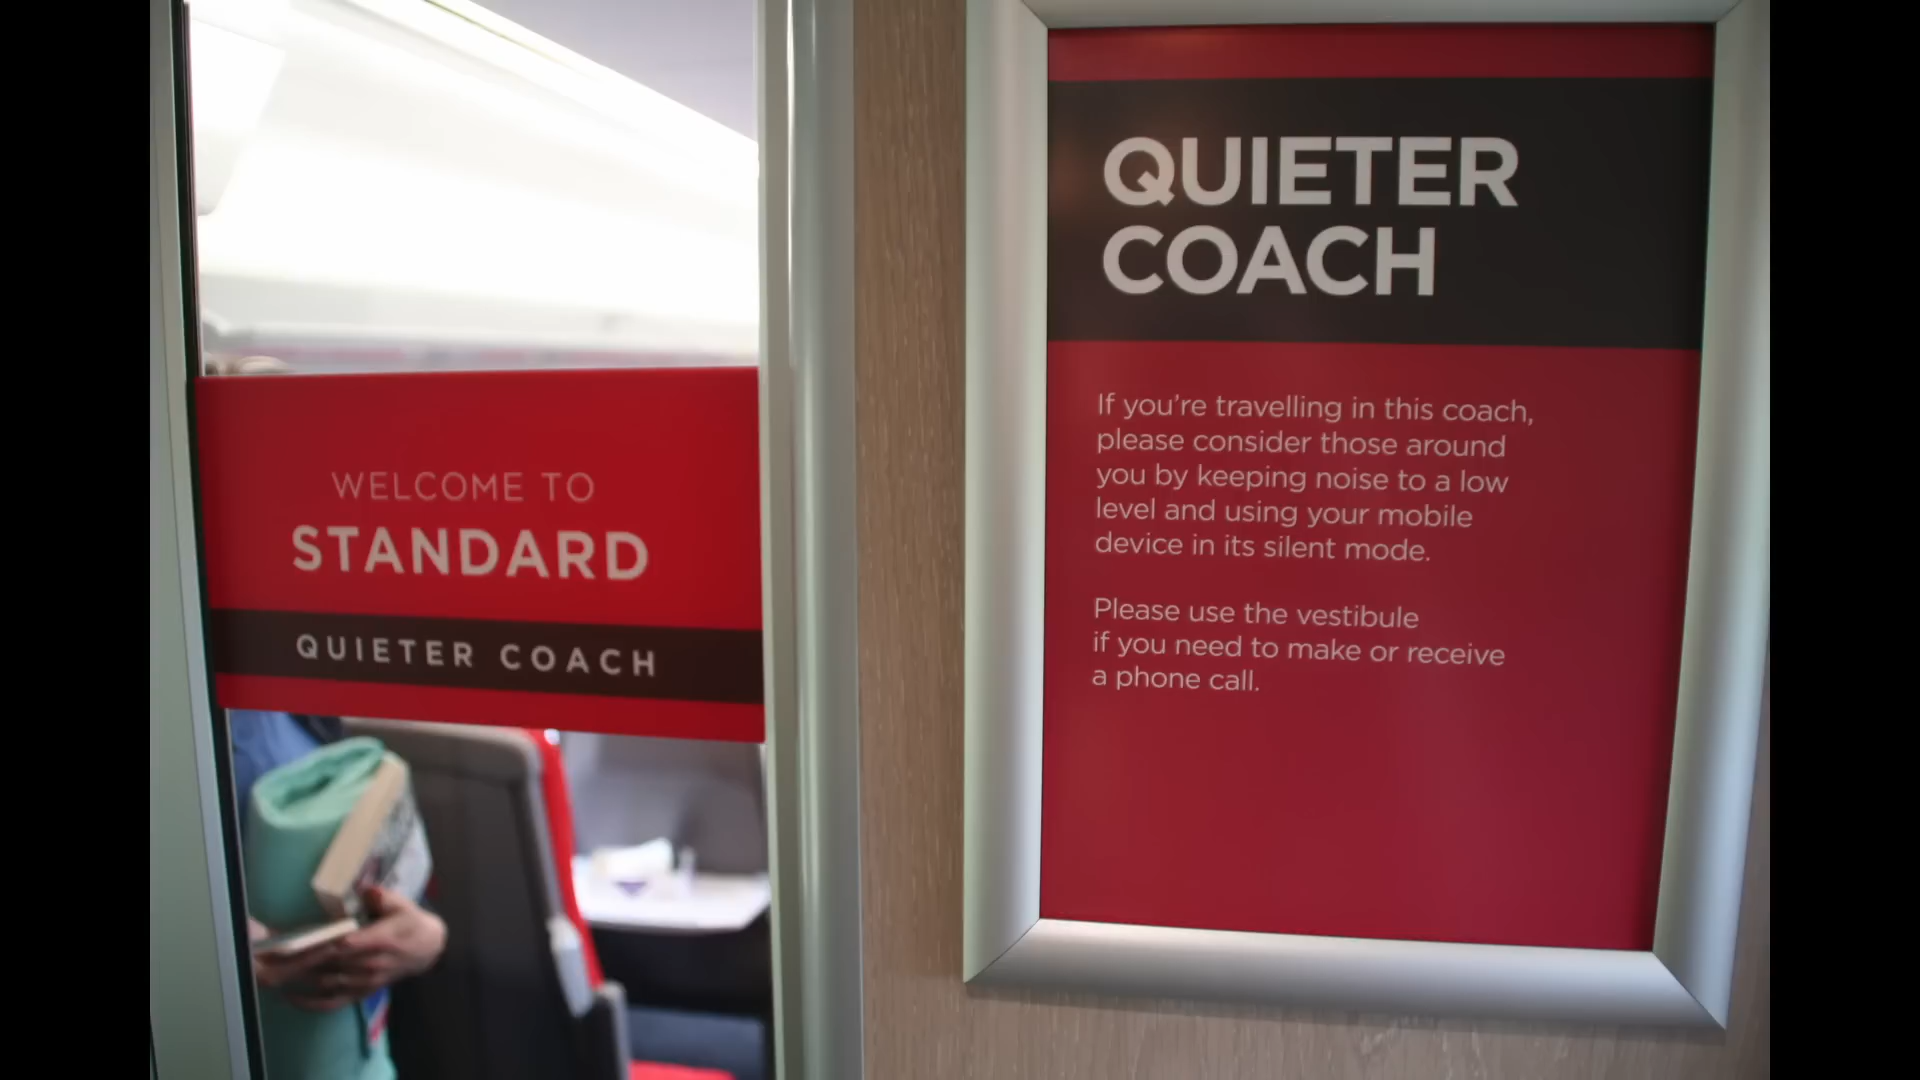 WELCOME TO
STANDARD
QUIETER COACH
QUIETER
COACH
If you're travelling in this coach,
please consider those around
you by keeping noise to a low
level and using your mobile
device in its silent mode.
Please use the vestibule
if you need to make or receive
a phone call.